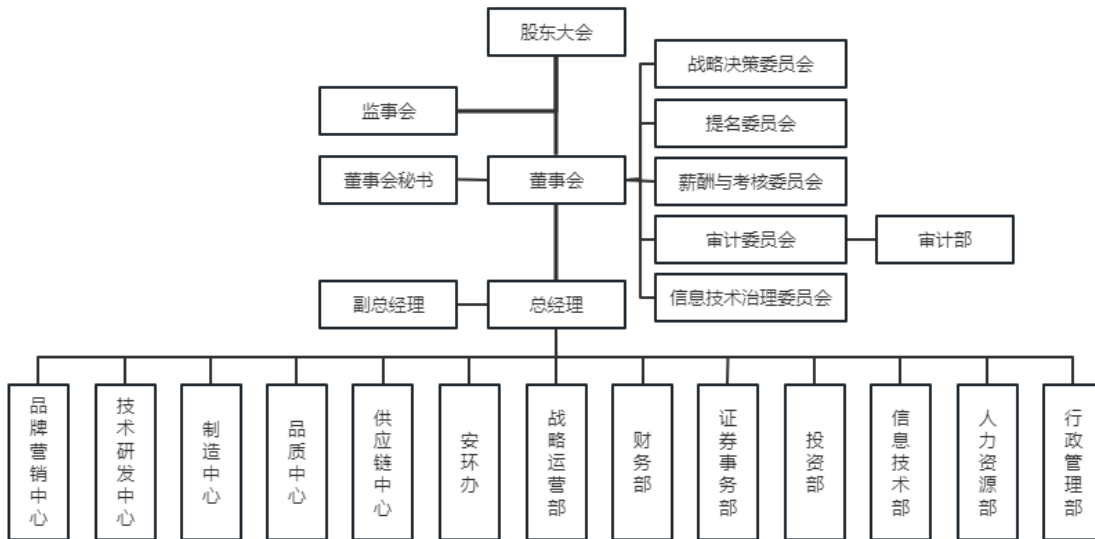 股东大会
战略决策委员会
监事会
提名委员会
董事会秘书
董事会
薪酬与考核委员会
审计委员会
审计部
副总经理
总经理
信息技术治理委员会
品牌营销中心
技术研发中心
制造中心
品质中心
供应链中心
安环办
战略运营部
财务部
证券事务部
投资部
信息技术部
人力资源部
行政管理部